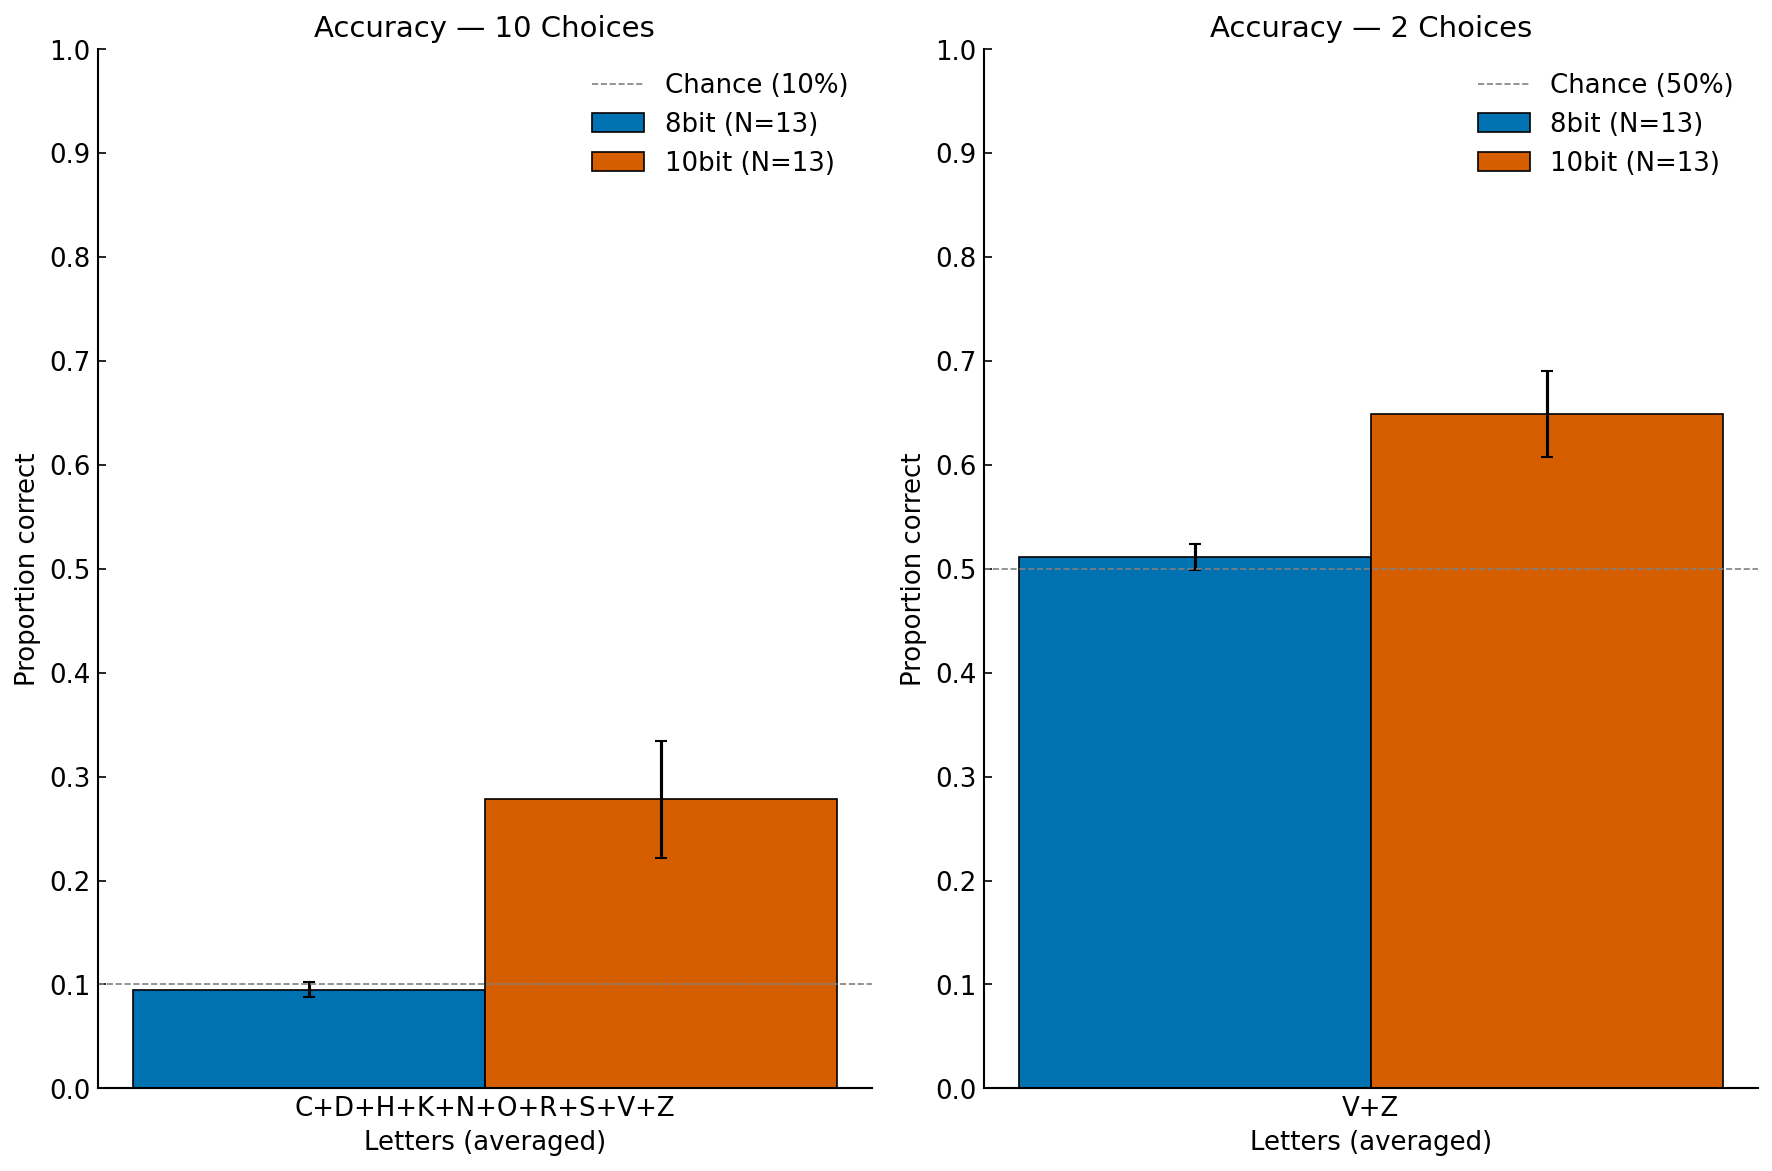 Accuracy — 10 Choices
1.0
0.9
0.8
0.7
0.6
0.5
0.4
0.3
0.2
0.1
0.0
Proportion correct
Chance (10%)
8bit (N=13)
10bit (N=13)
C+D+H+K+N+O+R+S+V+Z
Letters (averaged)
Accuracy — 2 Choices
1.0
0.9
0.8
0.7
0.6
0.5
0.4
0.3
0.2
0.1
0.0
Proportion correct
Chance (50%)
8bit (N=13)
10bit (N=13)
V+Z
Letters (averaged)